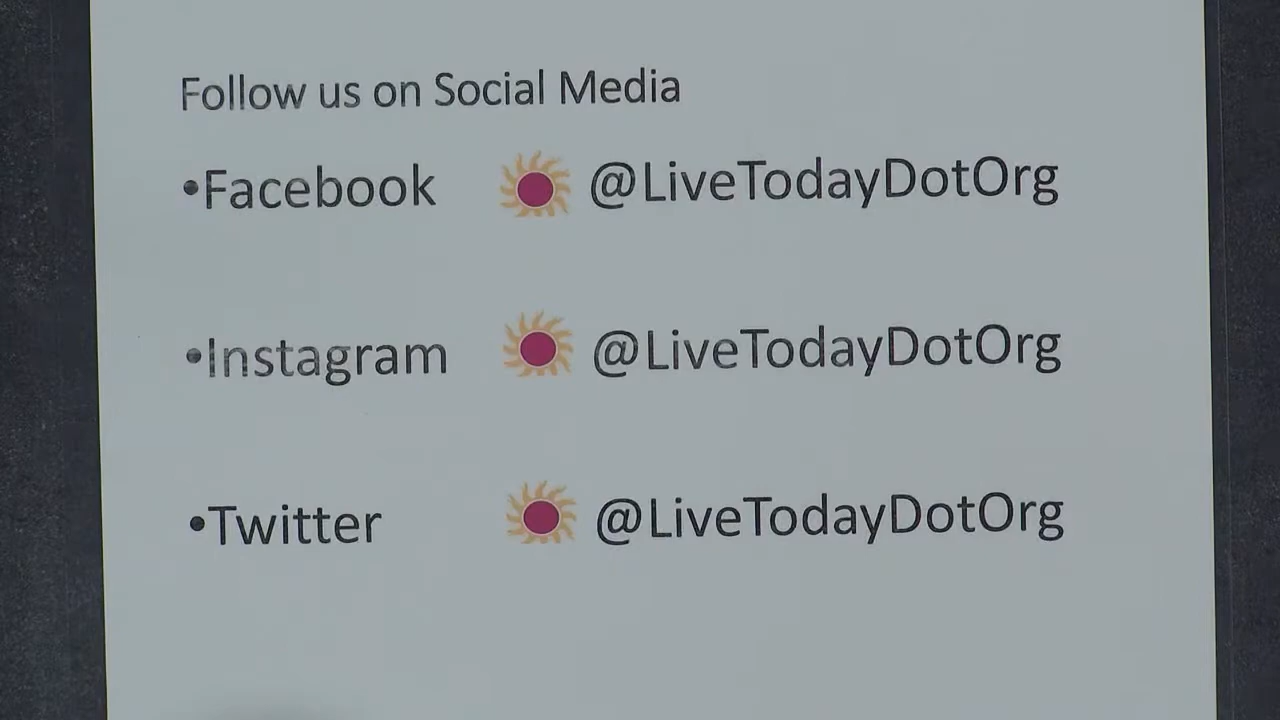 Follow us on Social Media
•Facebook @LiveTodayDotOrg
•Instagram @LiveTodayDotOrg
•Twitter @LiveTodayDotOrg